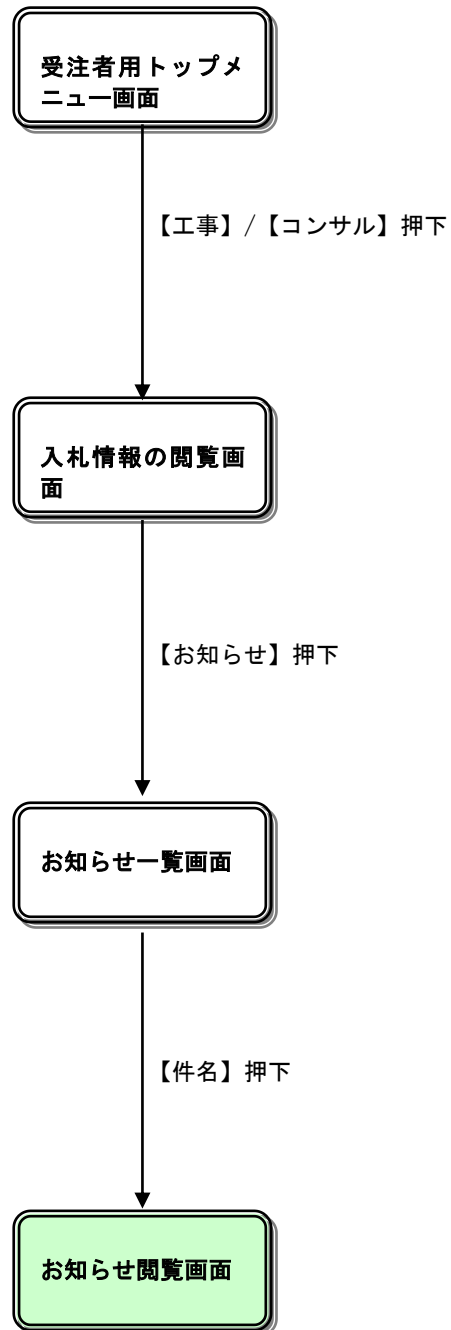 受注者用トップメ
ニュー画面
【工事】/【コンサル】押下
入札情報の閲覧画
面
【お知らせ】押下
お知らせ一覧画面
【件名】押下
お知らせ閲覧画面